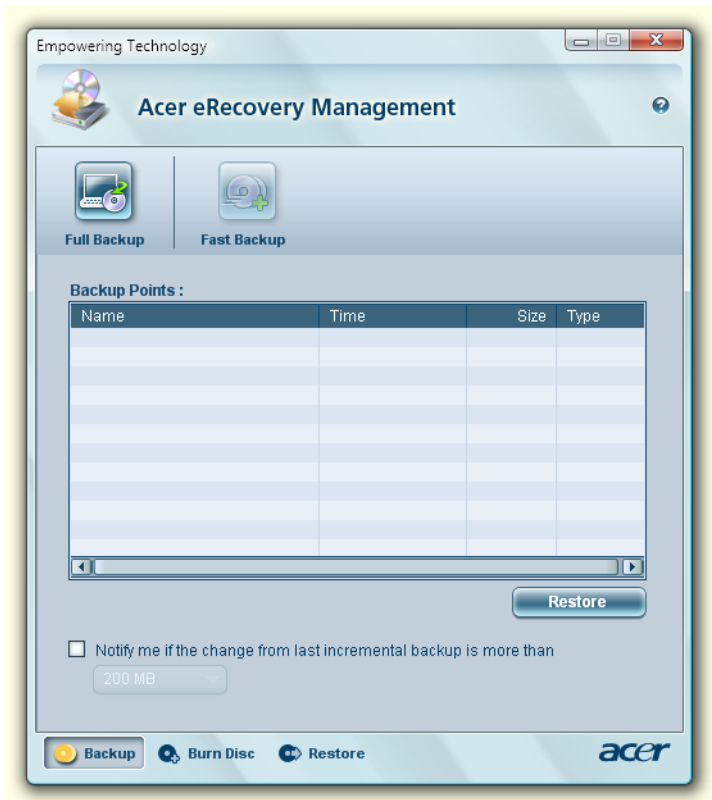 Empowering Technology
Acer eRecovery Management
Full Backup
Fast Backup
Backup Points :
Name Time Size Type
Restore
Notify me if the change from last incremental backup is more than
200 MB
Backup Burn Disc Restore
acer